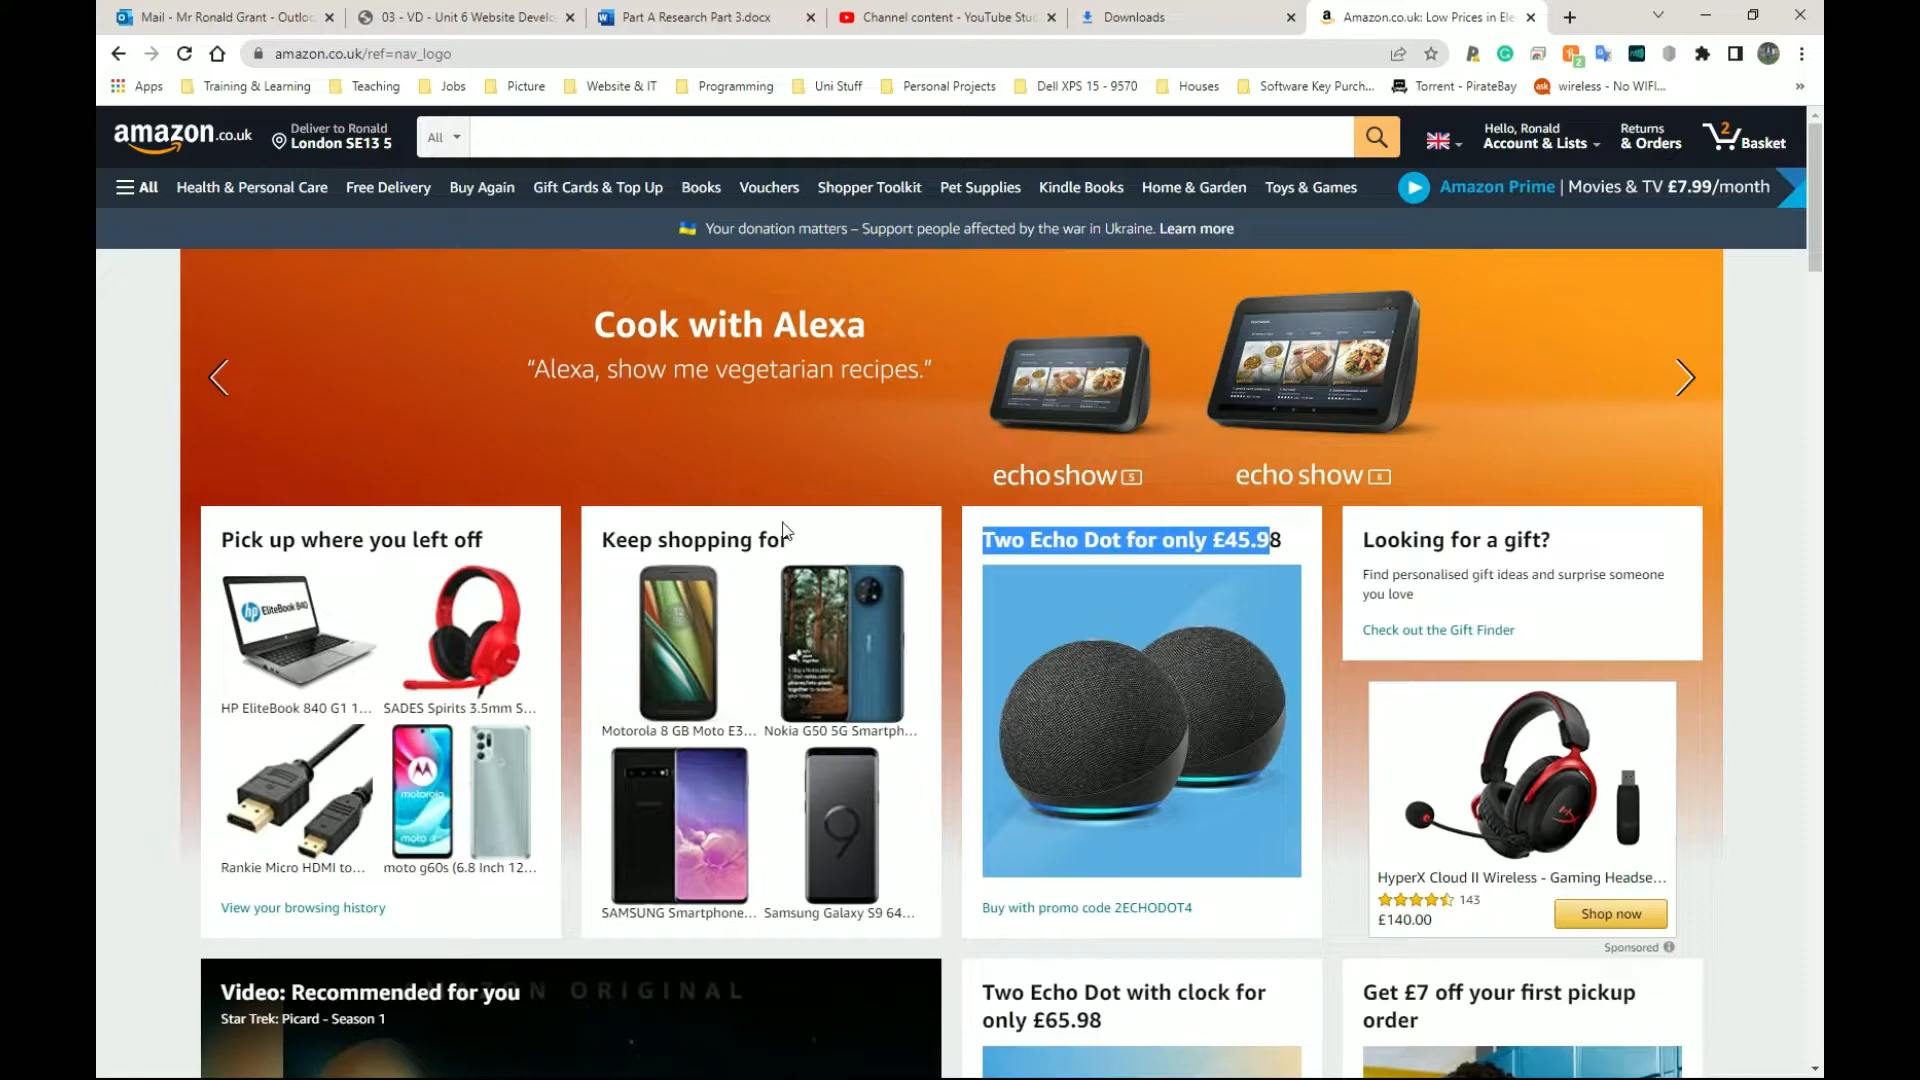 Mail - Mr Ronald Grant - Outloo
03 - VD - Unit 6 Website Develo
Part A Research Part 3.docx
Channel content - YouTube Stu
Downloads
Amazon.co.uk: Low Prices in Ele
amazon.co.uk/ref=nav_logo
Apps
Training & Learning
Teaching
Jobs
Picture
Website & IT
Programming
Uni Stuff
Personal Projects
Dell XPS 15 - 9570
Houses
Software Key Purch...
Torrent - PirateBay
ask
wireless - No WIFI...
amazon.co.uk
Deliver to Ronald
London SE13 5
All
Hello, Ronald
Account & Lists
Returns
& Orders
2
Basket
All
Health & Personal Care
Free Delivery
Buy Again
Gift Cards & Top Up
Books
Vouchers
Shopper Toolkit
Pet Supplies
Kindle Books
Home & Garden
Toys & Games
Amazon Prime | Movies & TV £7.99/month
Your donation matters – Support people affected by the war in Ukraine. Learn more
Cook with Alexa
“Alexa, show me vegetarian recipes.”
echo show 5
echo show 8
Pick up where you left off
hp EliteBook 840
HP EliteBook 840 G1 1...
SADES Spirits 3.5mm S...
motorola
Rankie Micro HDMI to...
moto g60s (6.8 Inch 12...
View your browsing history
Keep shopping for
Motorola 8 GB Moto E3...
Nokia G50 5G Smartph...
9
SAMSUNG Smartphone...
Samsung Galaxy S9 64...
Two Echo Dot for only £45.98
Buy with promo code 2ECHODOT4
Looking for a gift?
Find personalised gift ideas and surprise someone
you love
Check out the Gift Finder
HyperX Cloud II Wireless - Gaming Headse...
143
£140.00
Shop now
Sponsored
Video: Recommended for you
AMAZON ORIGINAL
Star Trek: Picard - Season 1
Two Echo Dot with clock for
only £65.98
Get £7 off your first pickup
order